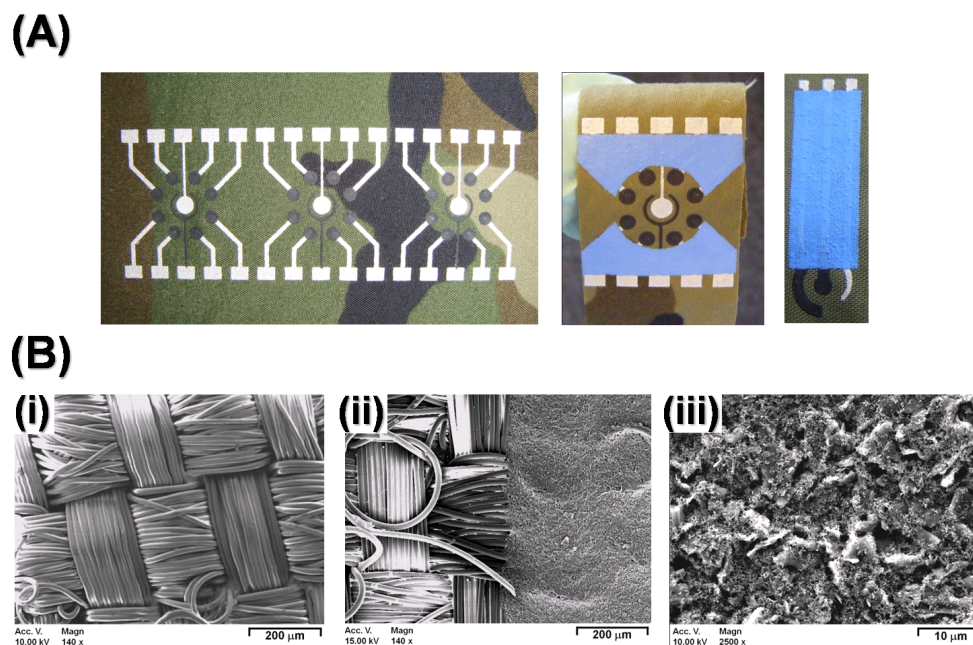 (A)
(B)
(i)
(ii)
(iii)
Acc. V. Magn
10.00 kV 140 x
200 µm
Acc. V. Magn
15.00 kV 140 x
200 µm
Acc. V. Magn
10.00 kV 2500 x
10 µm